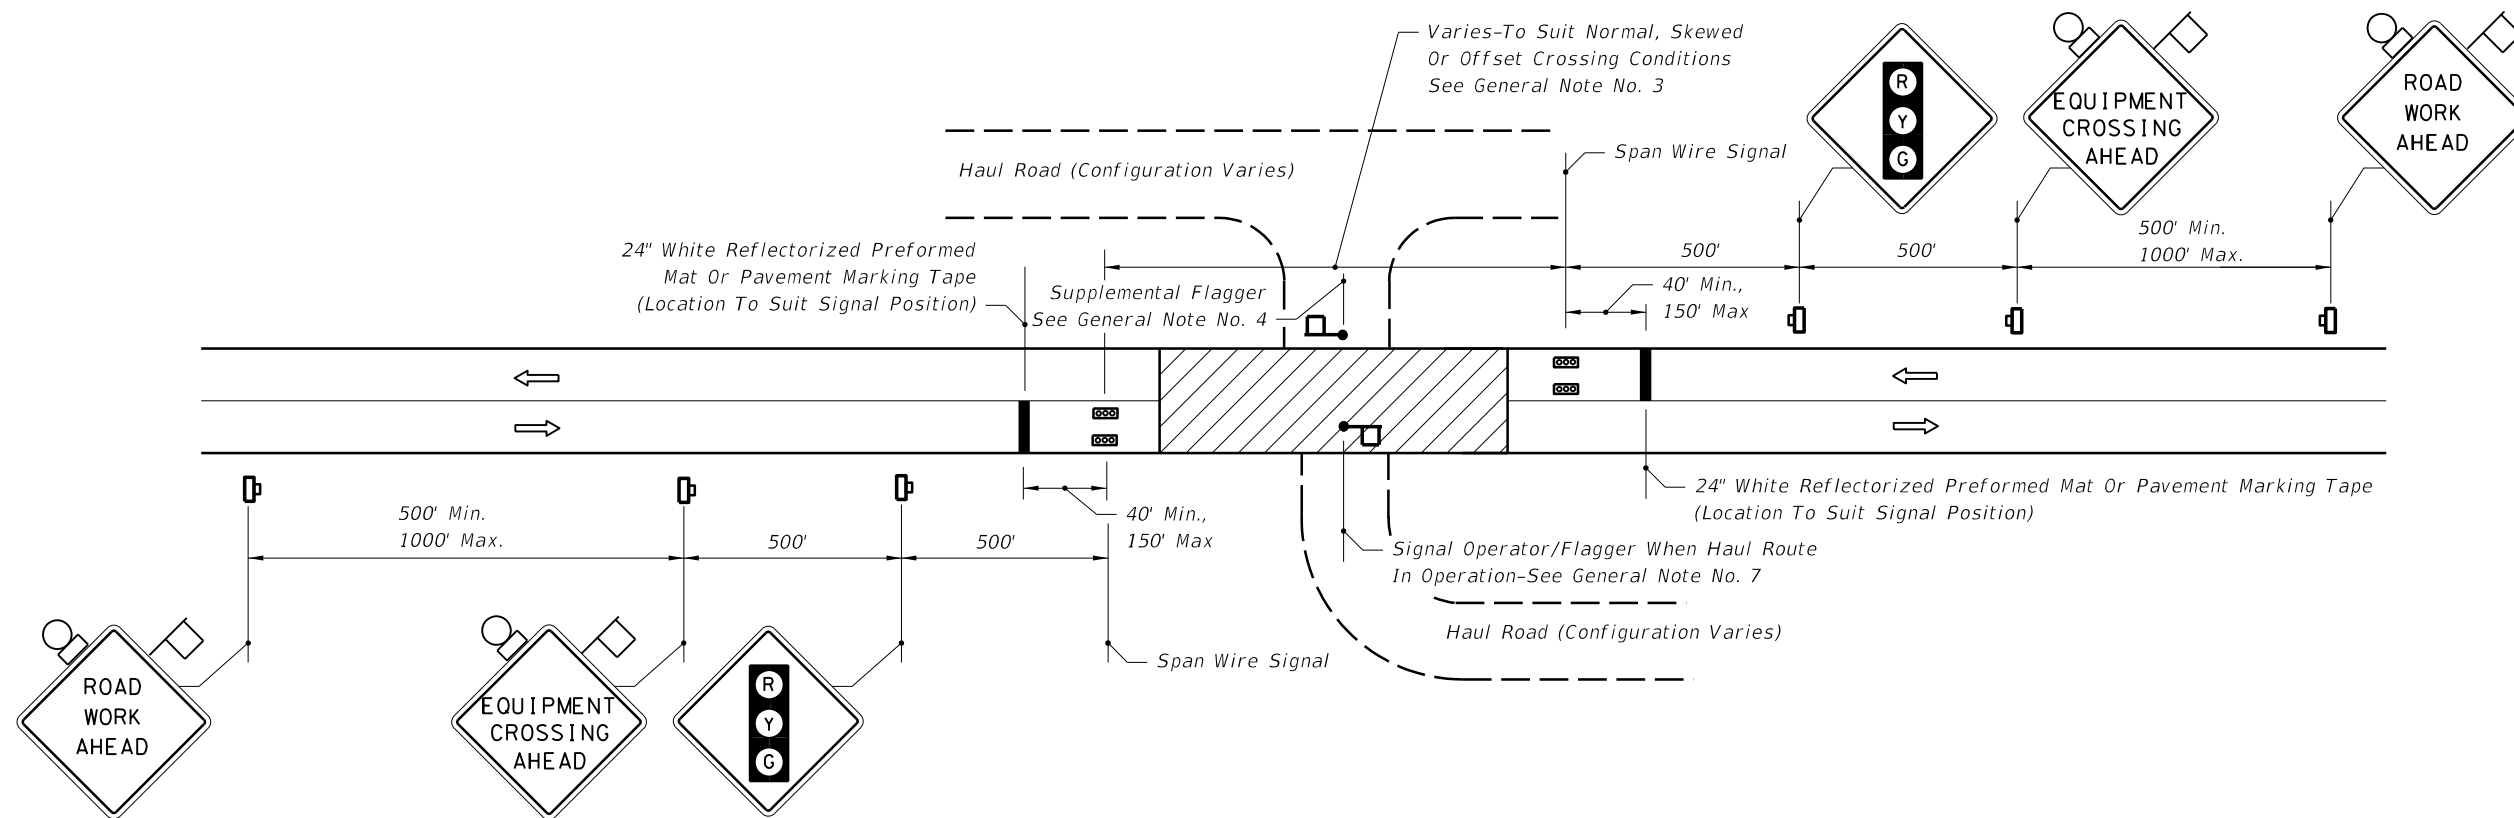 Varies-To Suit Normal, Skewed
Or Offset Crossing Conditions
See General Note No. 3
R
Y
G
EQUIPMENT
CROSSING
AHEAD
ROAD
WORK
AHEAD
Haul Road (Configuration Varies)
Span Wire Signal
24" White Reflectorized Preformed
Mat Or Pavement Marking Tape
(Location To Suit Signal Position)
Supplemental Flagger
See General Note No. 4
500'
500'
500' Min.
1000' Max.
40' Min.,
150' Max
24" White Reflectorized Preformed Mat Or Pavement Marking Tape
(Location To Suit Signal Position)
500' Min.
1000' Max.
500'
500'
40' Min.,
150' Max
Signal Operator/Flagger When Haul Route
In Operation-See General Note No. 7
Haul Road (Configuration Varies)
Span Wire Signal
ROAD
WORK
AHEAD
EQUIPMENT
CROSSING
AHEAD
R
Y
G